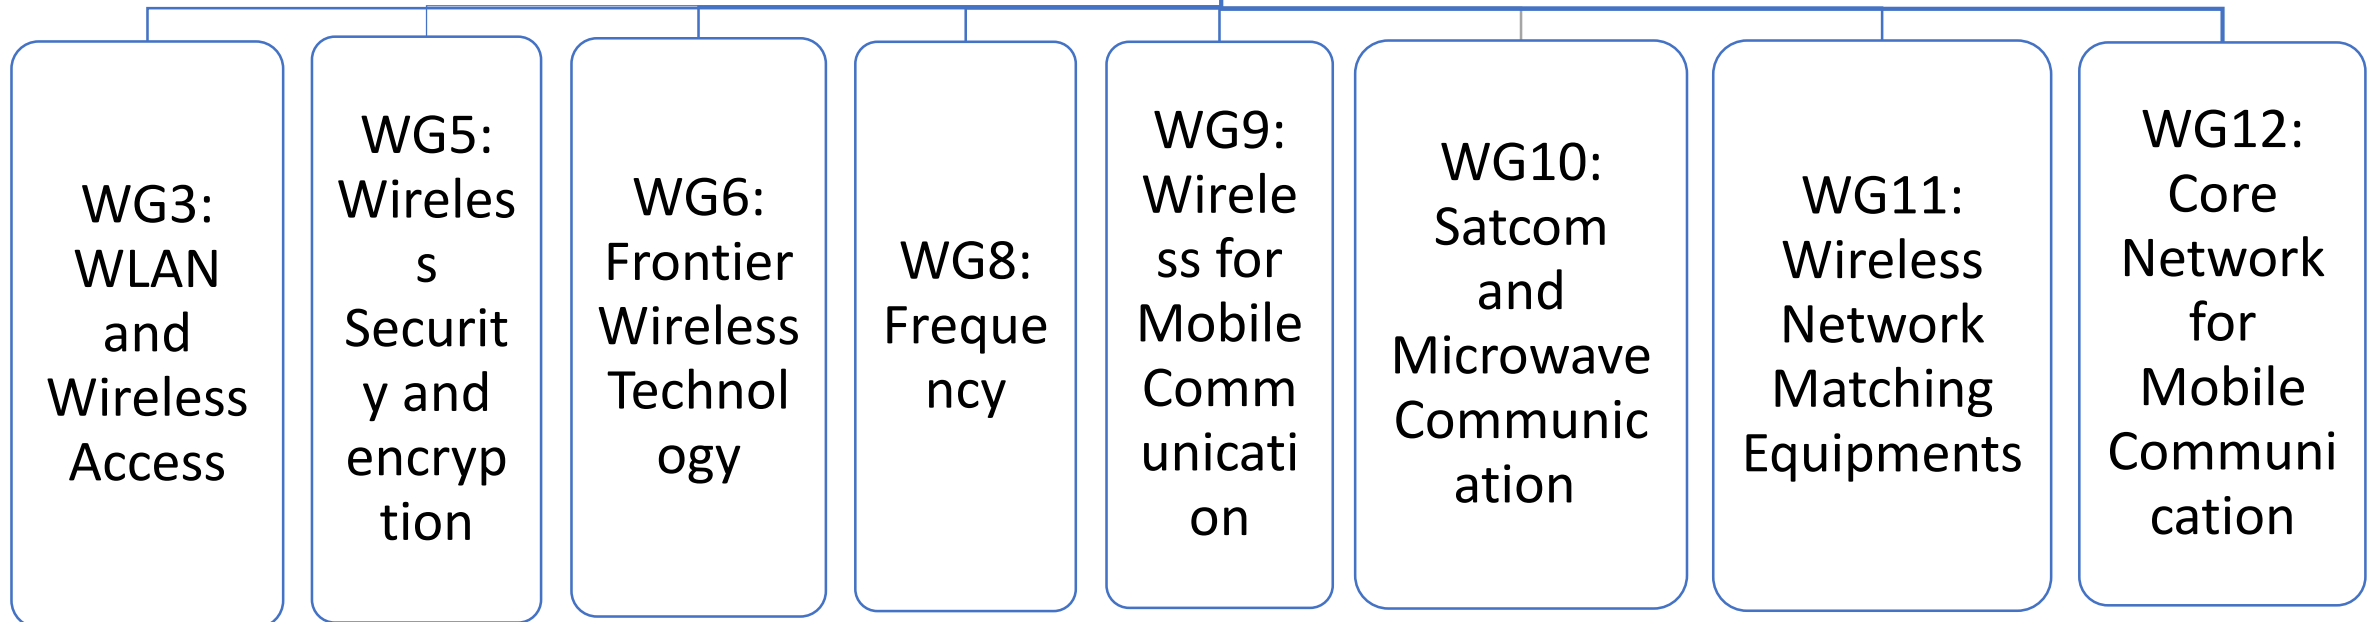 WG3:
WLAN
and
Wireless
Access
WG5:
Wireles
s
Securit
y and
encryp
tion
WG6:
Frontier
Wireless
Technol
ogy
WG8:
Freque
ncy
WG9:
Wirele
ss for
Mobile
Comm
unicati
on
WG10:
Satcom
and
Microwave
Communic
ation
WG11:
Wireless
Network
Matching
Equipments
WG12:
Core
Network
for
Mobile
Communi
cation